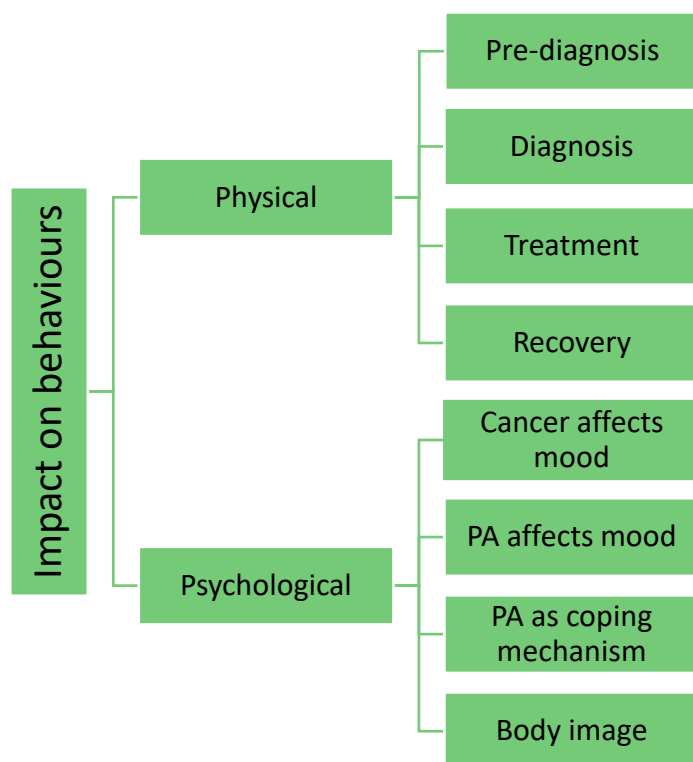 Impact on behaviours
Physical
Pre-diagnosis
Diagnosis
Treatment
Recovery
Psychological
Cancer affects
mood
PA affects mood
PA as coping
mechanism
Body image